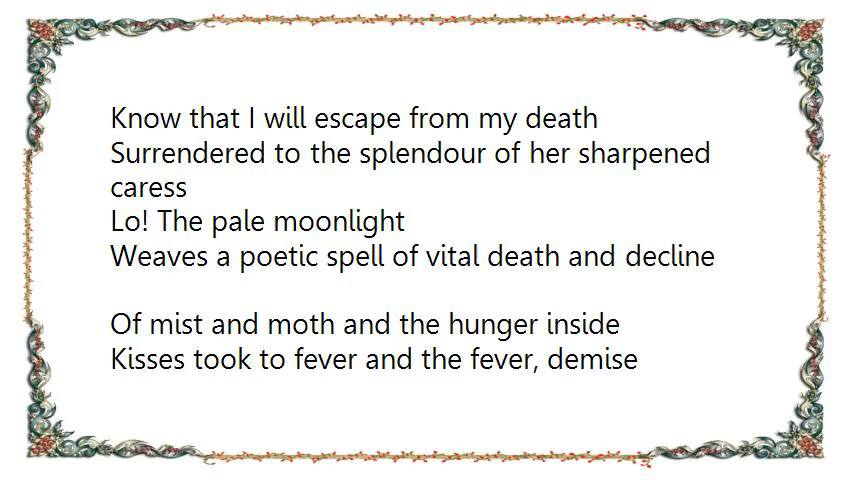 Know that I will escape from my death
Surrendered to the splendour of her sharpened
caress
Lo! The pale moonlight
Weaves a poetic spell of vital death and decline
Of mist and moth and the hunger inside
Kisses took to fever and the fever, demise